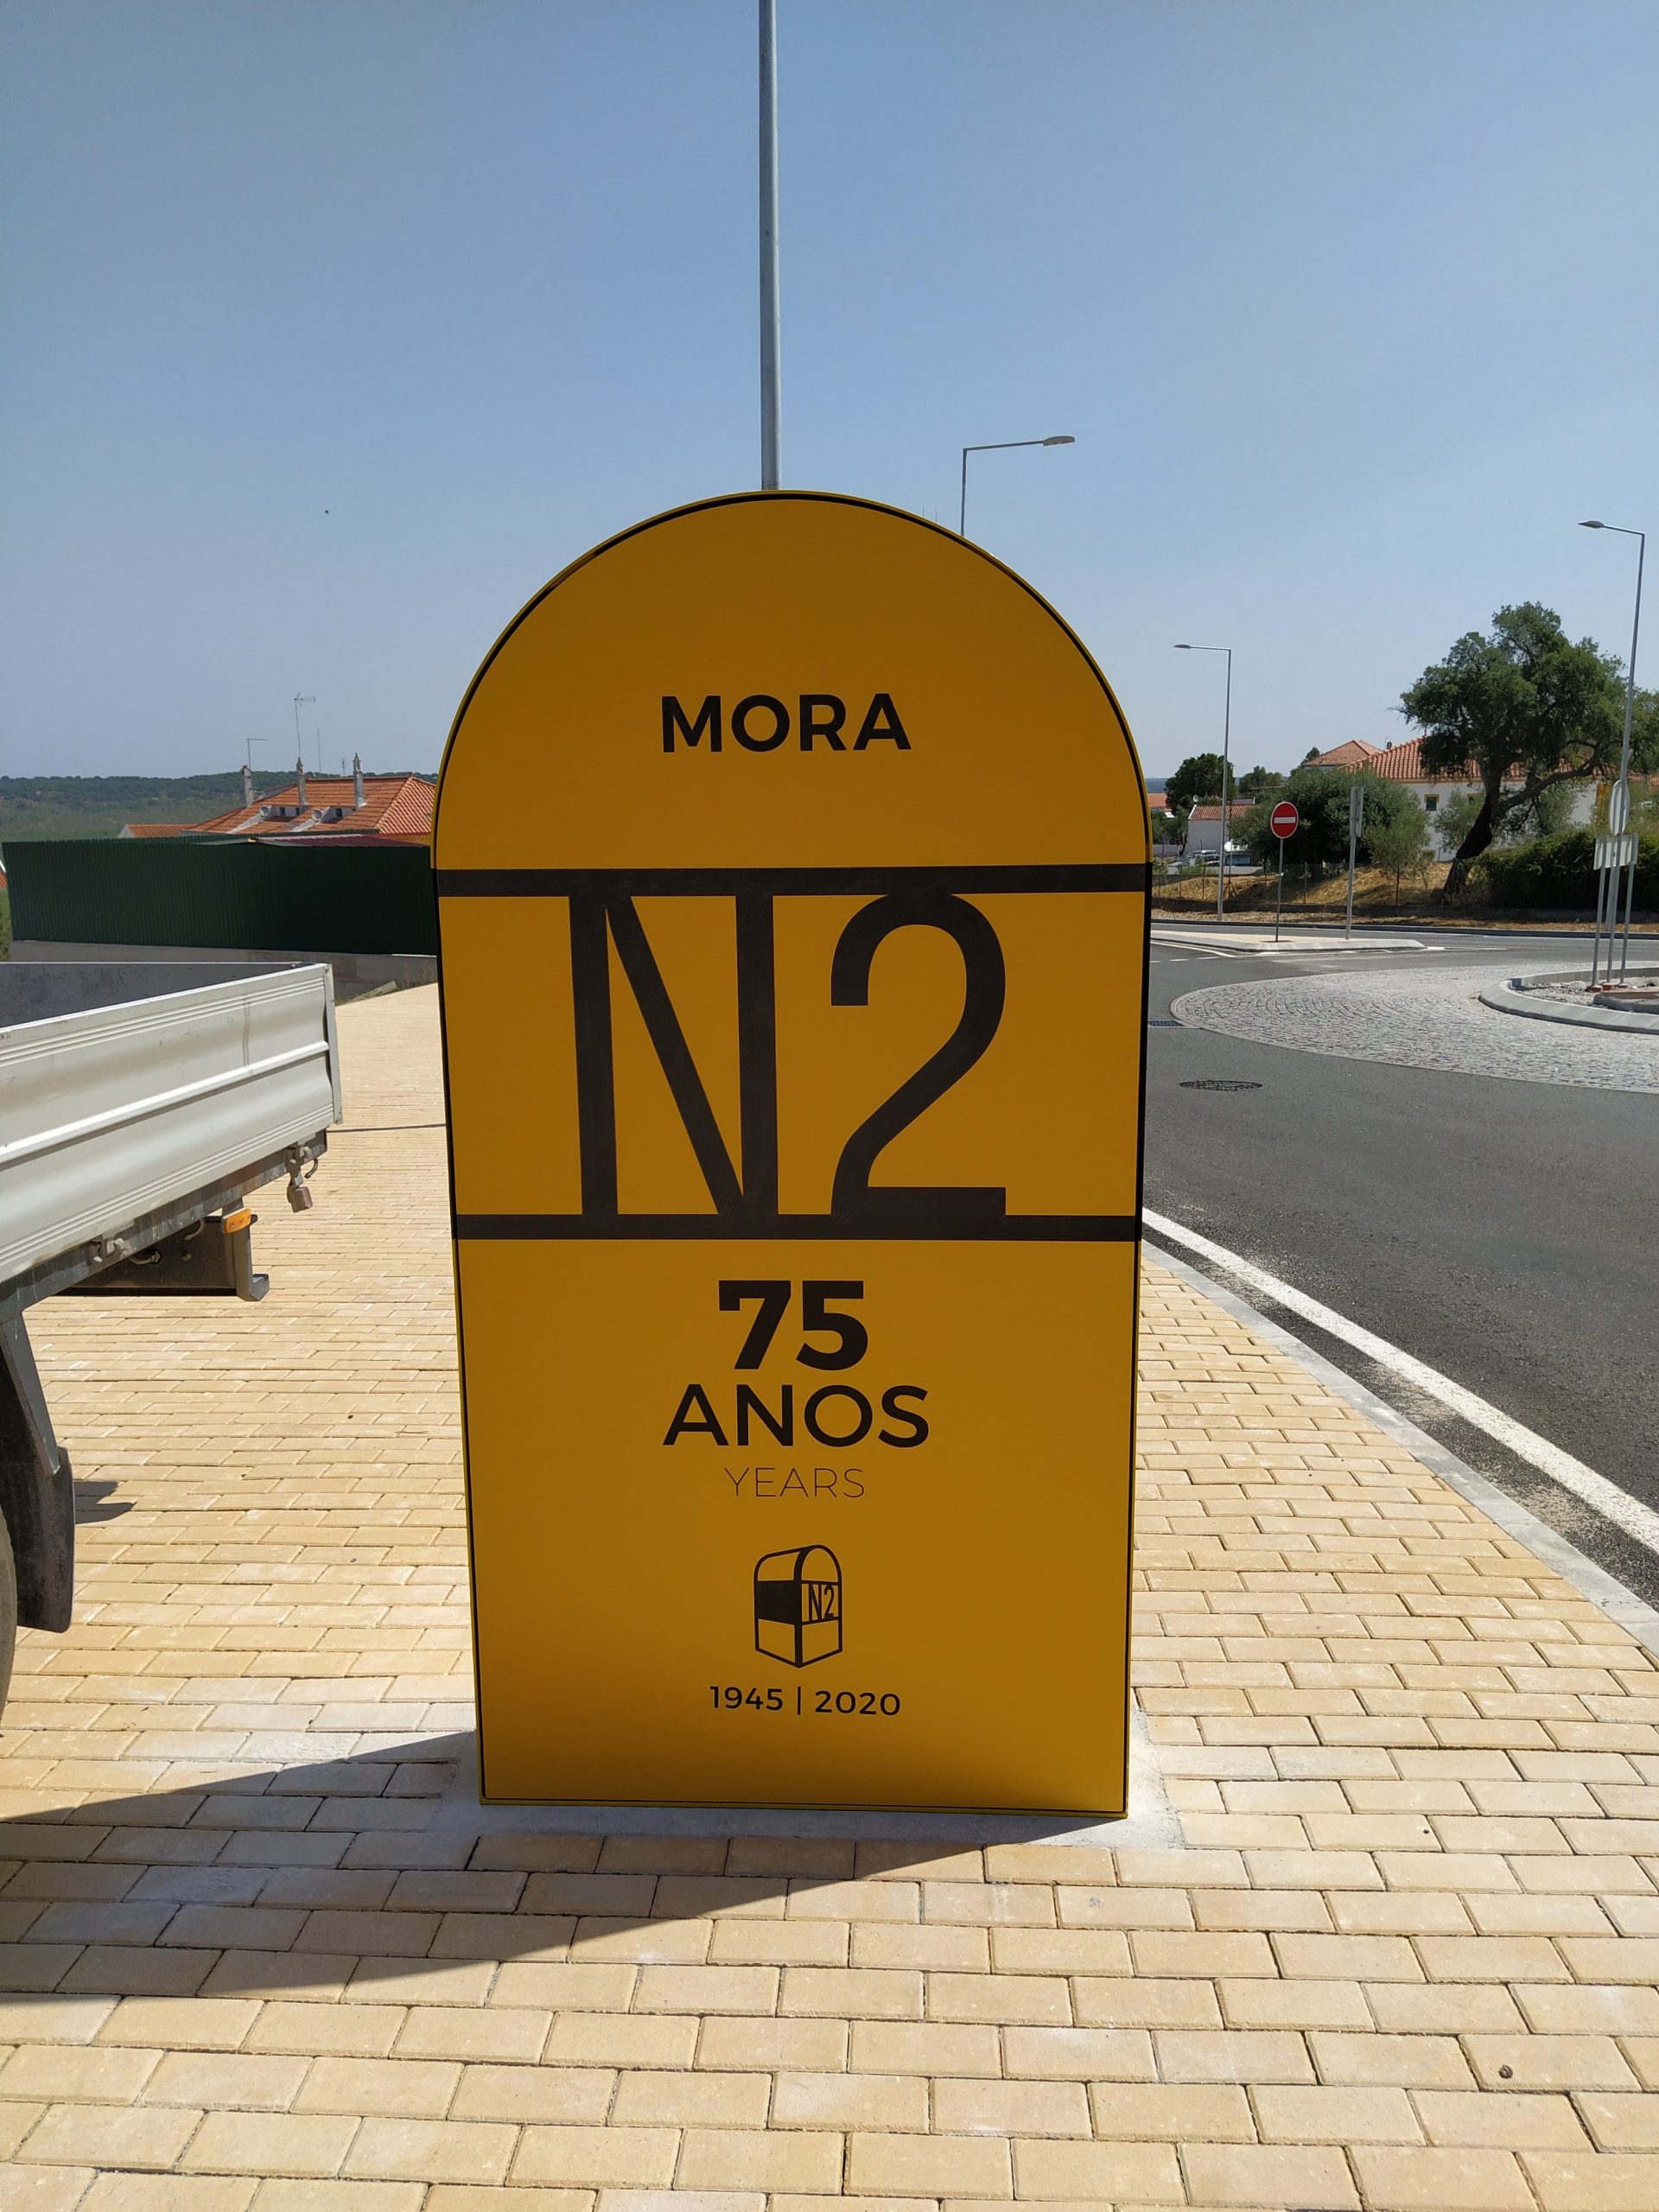 MORA
N2
75
ANOS
YEARS
N2
1945 | 2020